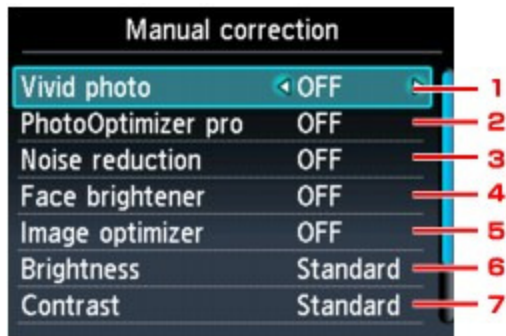 Manual correction
Vivid photo OFF 1
PhotoOptimizer pro OFF 2
Noise reduction OFF 3
Face brightener OFF 4
Image optimizer OFF 5
Brightness Standard 6
Contrast Standard 7